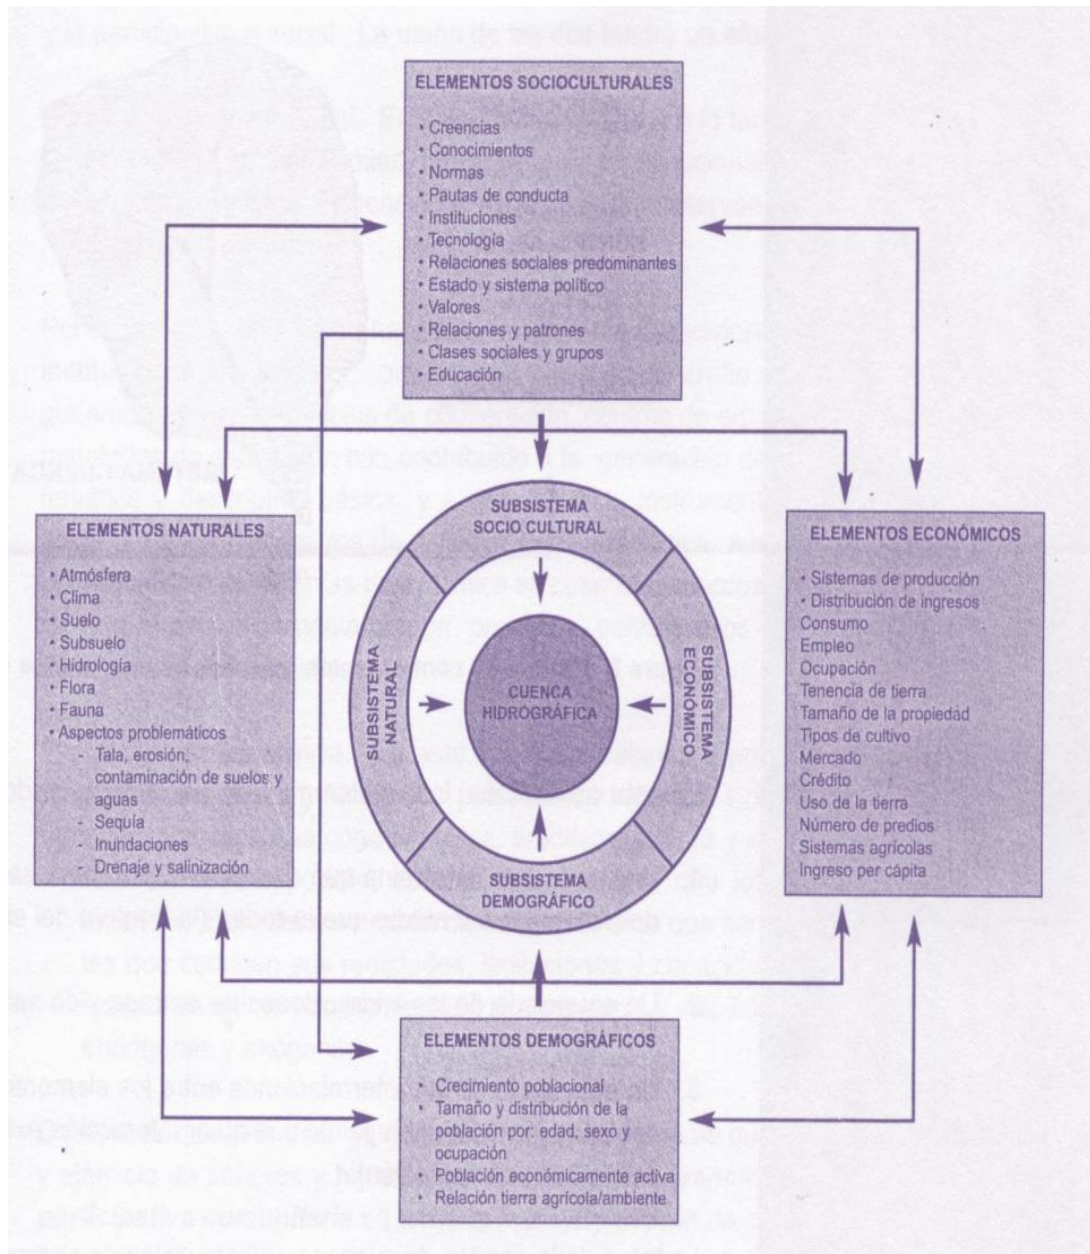 ELEMENTOS SOCIOCULTURALES
• Creencias
• Conocimientos
• Normas
• Pautas de conducta
• Instituciones
• Tecnología
• Relaciones sociales predominantes
• Estado y sistema político
• Valores
• Relaciones y patrones
• Clases sociales y grupos
• Educación
ELEMENTOS NATURALES
• Atmósfera
• Clima
• Suelo
• Subsuelo
• Hidrología
• Flora
• Fauna
• Aspectos problemáticos
- Tala, erosión,
contaminación de suelos y
aguas
- Sequía
- Inundaciones
- Drenaje y salinización
SUBSISTEMA
SOCIO CULTURAL
SUBSISTEMA
NATURAL
CUENCA
HIDROGRÁFICA
SUBSISTEMA
ECONÓMICO
SUBSISTEMA
DEMOGRÁFICO
ELEMENTOS ECONÓMICOS
• Sistemas de producción
• Distribución de ingresos
Consumo
Empleo
Ocupación
Tenencia de tierra
Tamaño de la propiedad
Tipos de cultivo
Mercado
Crédito
Uso de la tierra
Número de predios
Sistemas agrícolas
Ingreso per cápita
ELEMENTOS DEMOGRÁFICOS
• Crecimiento poblacional
• Tamaño y distribución de la
población por: edad, sexo y
ocupación
• Población económicamente activa
• Relación tierra agrícola/ambiente.